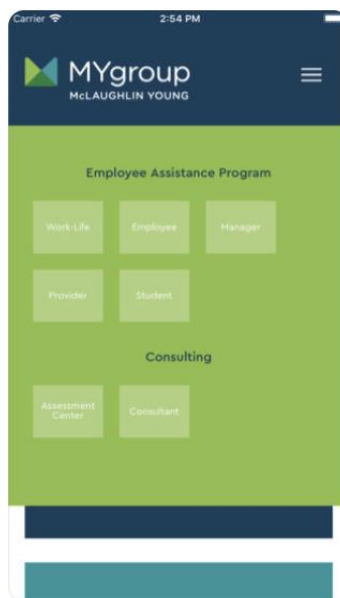 Carrier 2:54 PM
MYgroup
McLAUGHLIN YOUNG
Employee Assistance Program
Work-Life Employee Manager
Provider Student
Consulting
Assessment
Center
Consultant